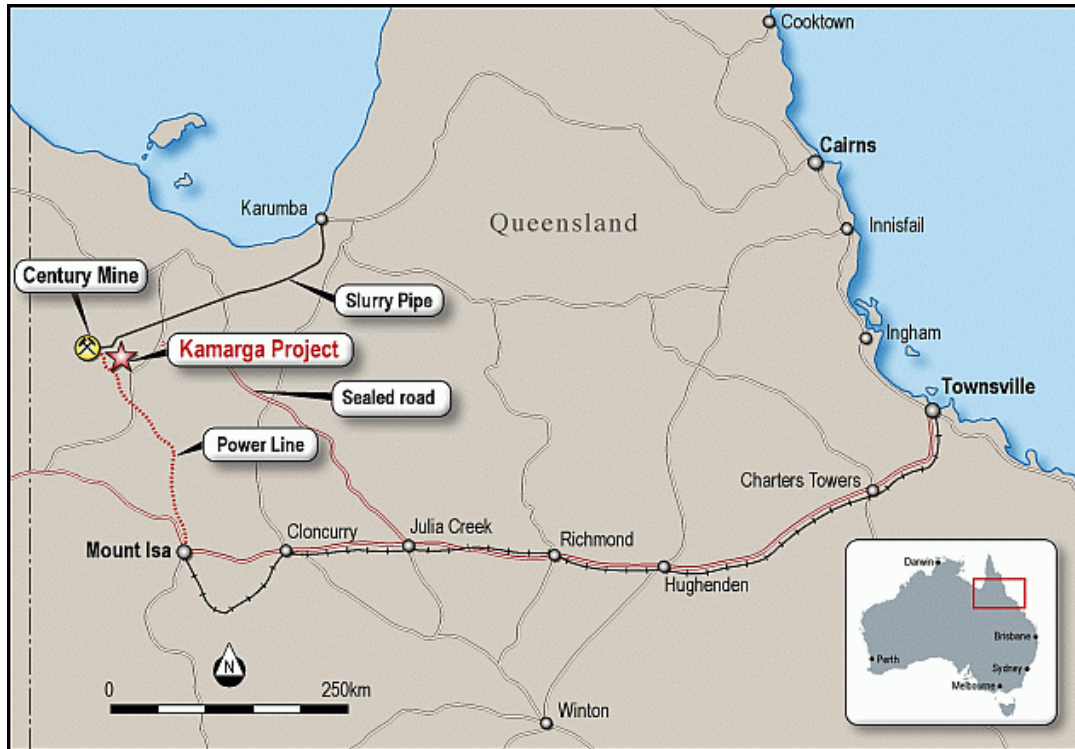 Cooktown
Cairns
Karumba
Queensland
Innisfail
Century Mine
Slurry Pipe
Ingham
Kamarga Project
Sealed road
Townsville
Power Line
Charters Towers
Mount Isa
Cloncurry
Julia Creek
Richmond
Hughenden
N
0 250km
Winton
Darwin
Brisbane
Perth
Sydney
Melbourne